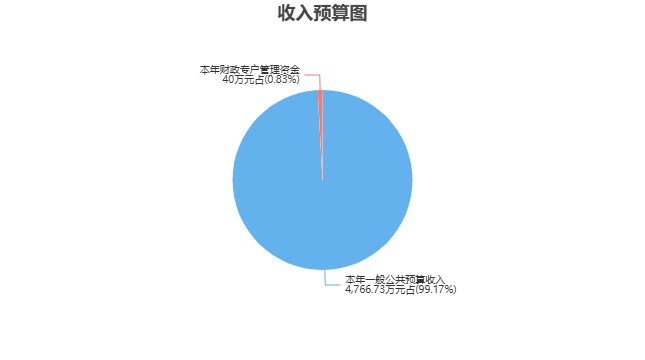 收入预算图
本年财政专户管理资金
40万元占(0.83%)
本年一般公共预算收入
4,766.73万元占(99.17%)